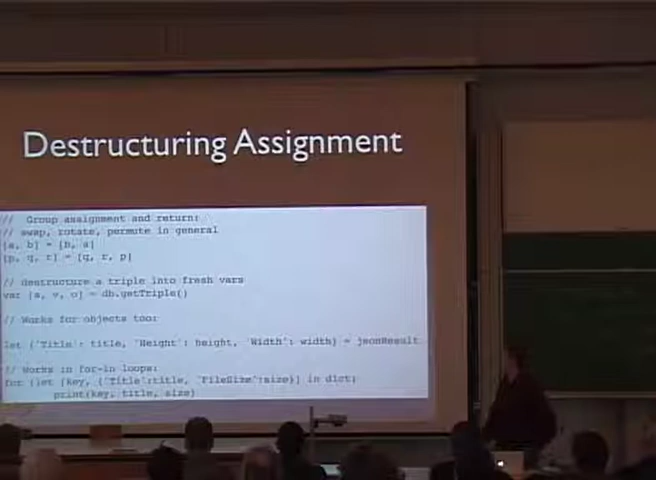 Destructuring Assignment
// Group assignment and return:
// swap, rotate, permute in general
[a, b] = [b, a]
[p, q, r] = [q, r, p]
// destructure a triple into fresh vars
var [a, v, o] = db.getTriple()
// Works for objects too:
let {'Title': title, 'Height': height, 'Width': width} = jsonResult
// Works in for-in loops:
for (let [key, {'Title':title, 'FileSize':size}] in dict)
print(key, title, size)